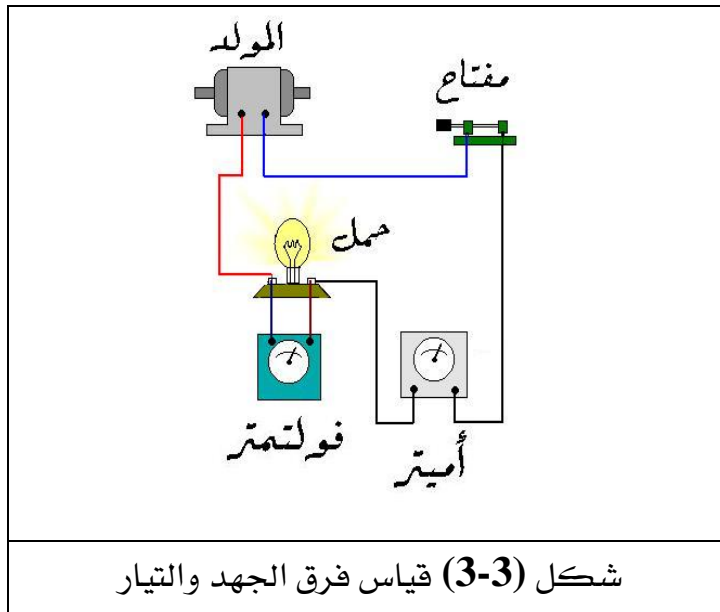 المولد
مفتاح
حمل
فولتمتر
أميتر
شكل (3-3) قياس فرق الجهد والتيار